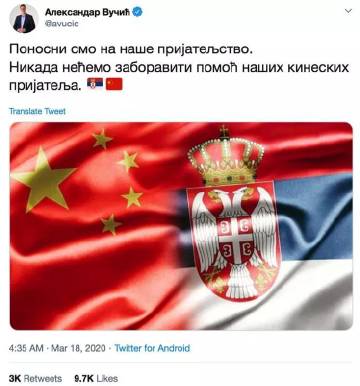 Александар Вучић
@avucic
Поносни смо на наше пријатељство.
Никада нећемо заборавити помоћ наших кинеских
пријатеља. 🇷🇸🇨🇳
Translate Tweet
4:35 AM · Mar 18, 2020 · Twitter for Android
3K Retweets 9.7K Likes